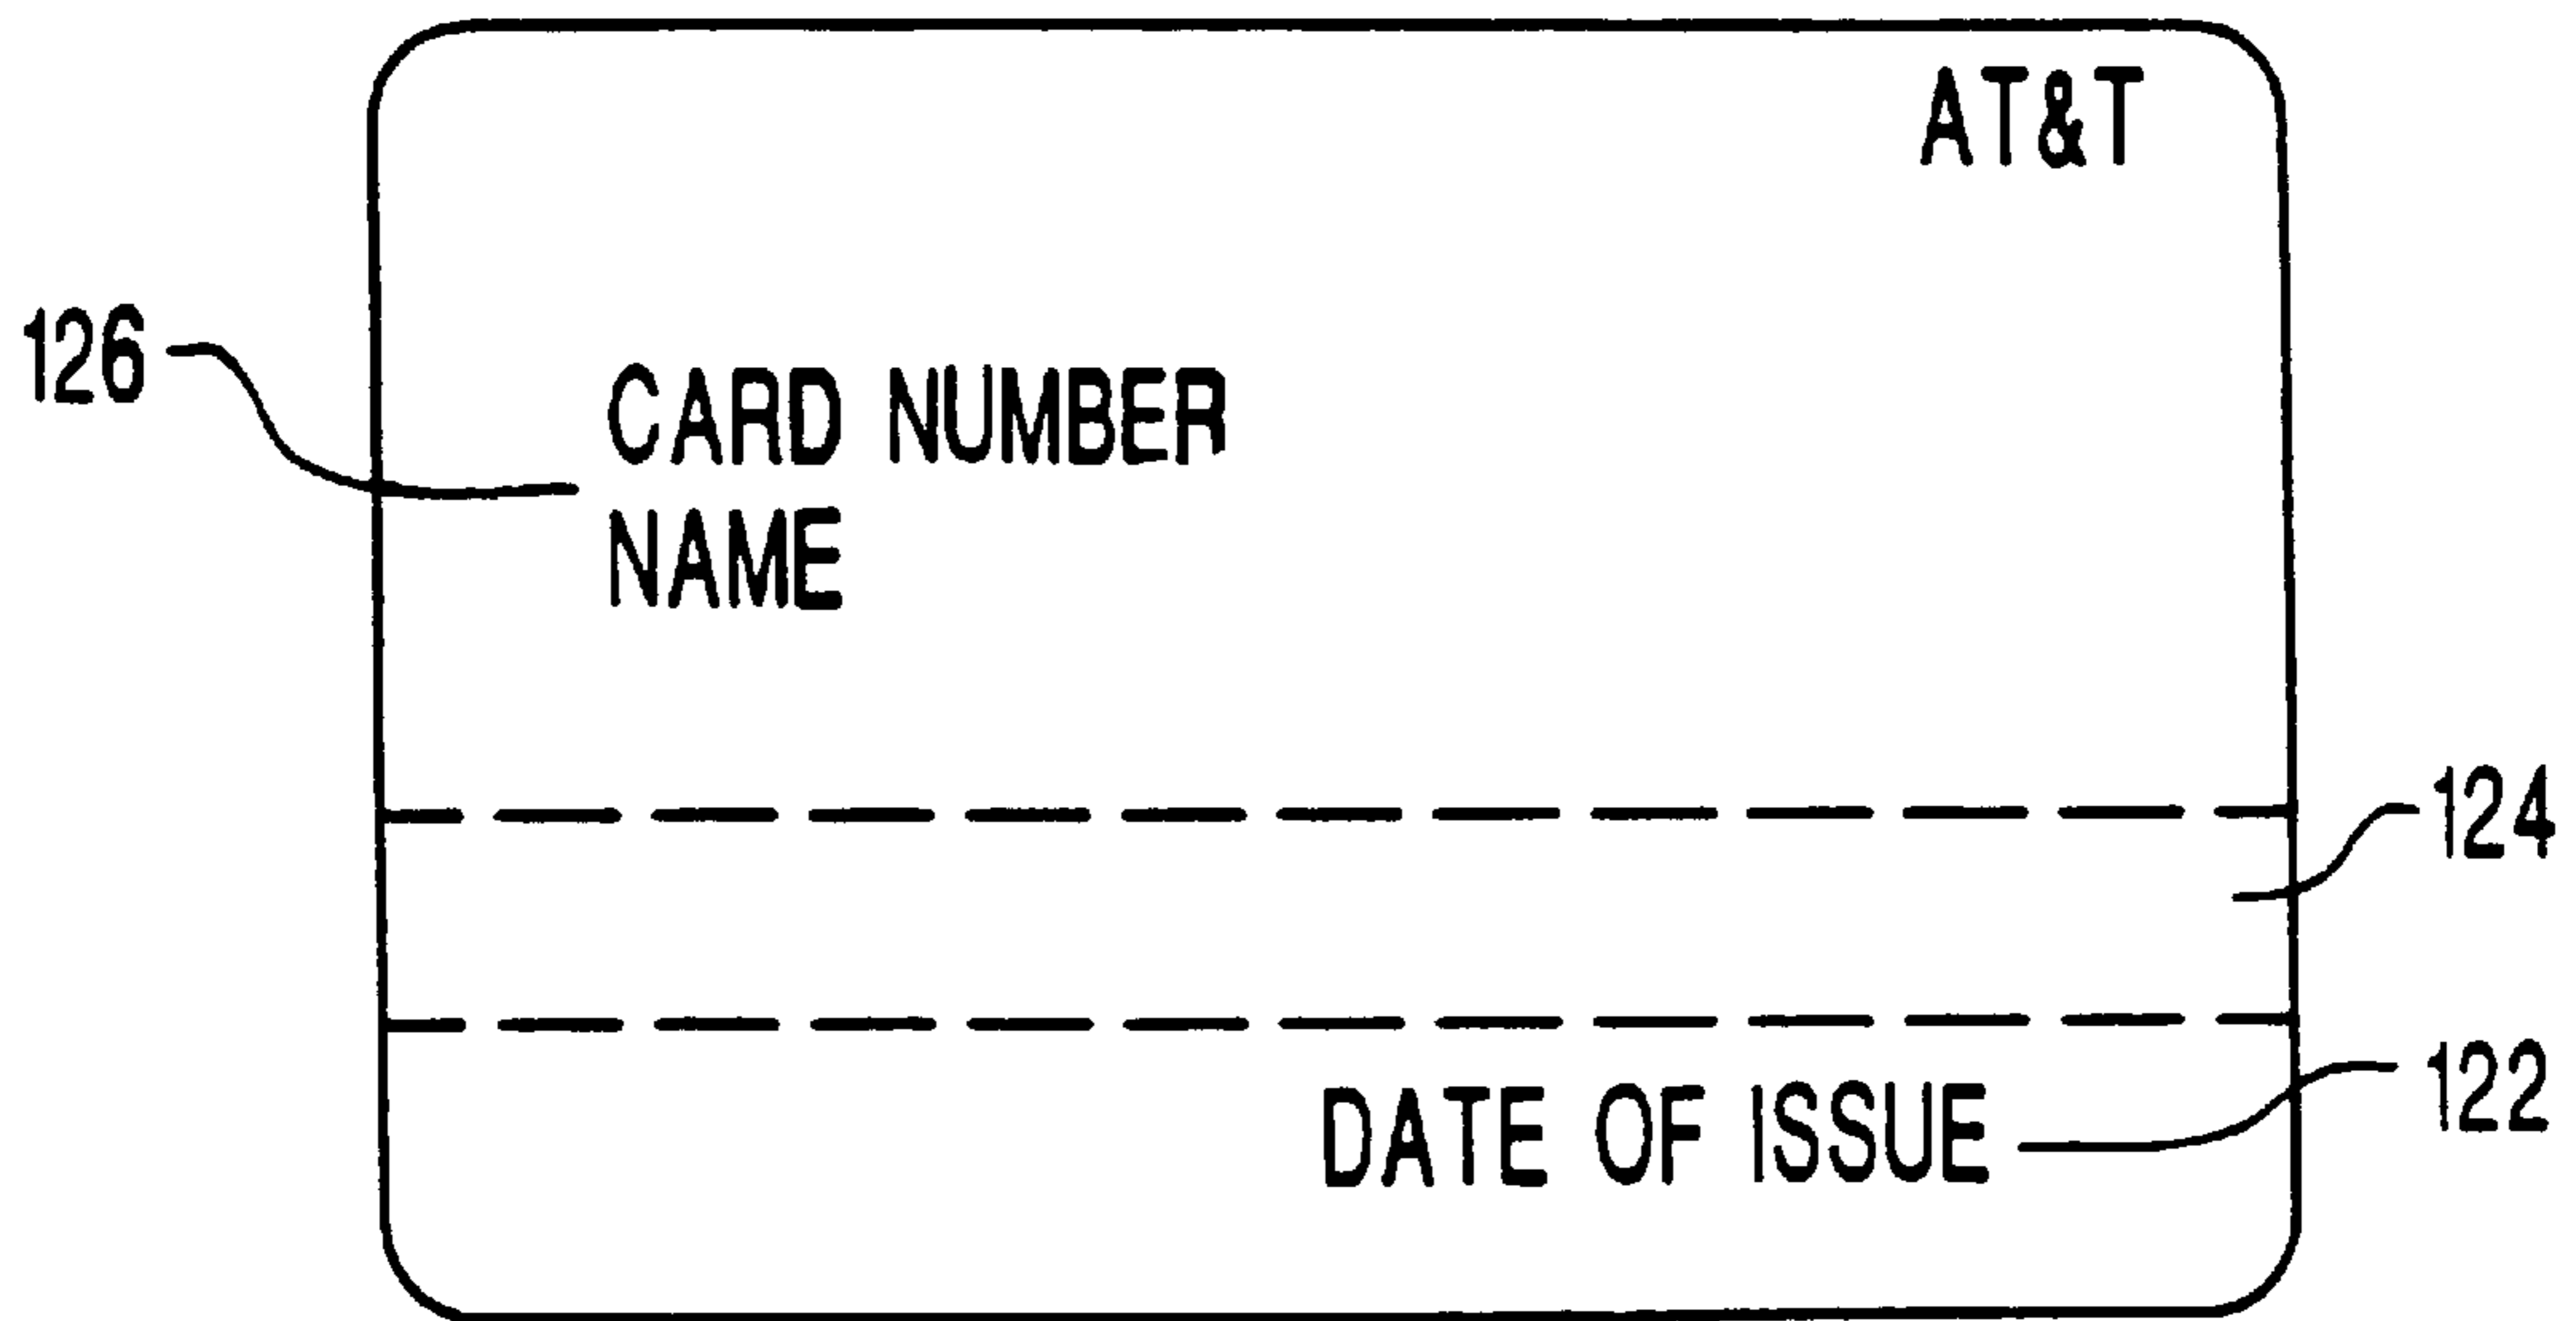 AT&T
126
CARD NUMBER
NAME
124
122
DATE OF ISSUE